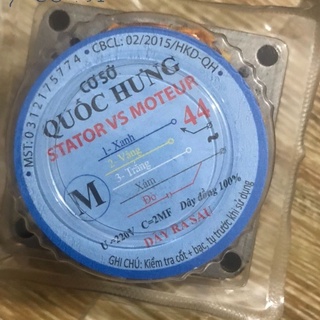 MST: 0312175774 • CBCL: 02/2015/HKD-QH
CƠ SỞ
QUỐC HƯNG
STATOR VS MOTEUR
44
1- Xanh
2- Vàng
3- Trắng
Xám
Đỏ
M
U=220V C=2MF Dây đồng 100%
DÂY RA SAU
GHI CHÚ: Kiểm tra cốt + bạc, tụ trước khi sử dụng